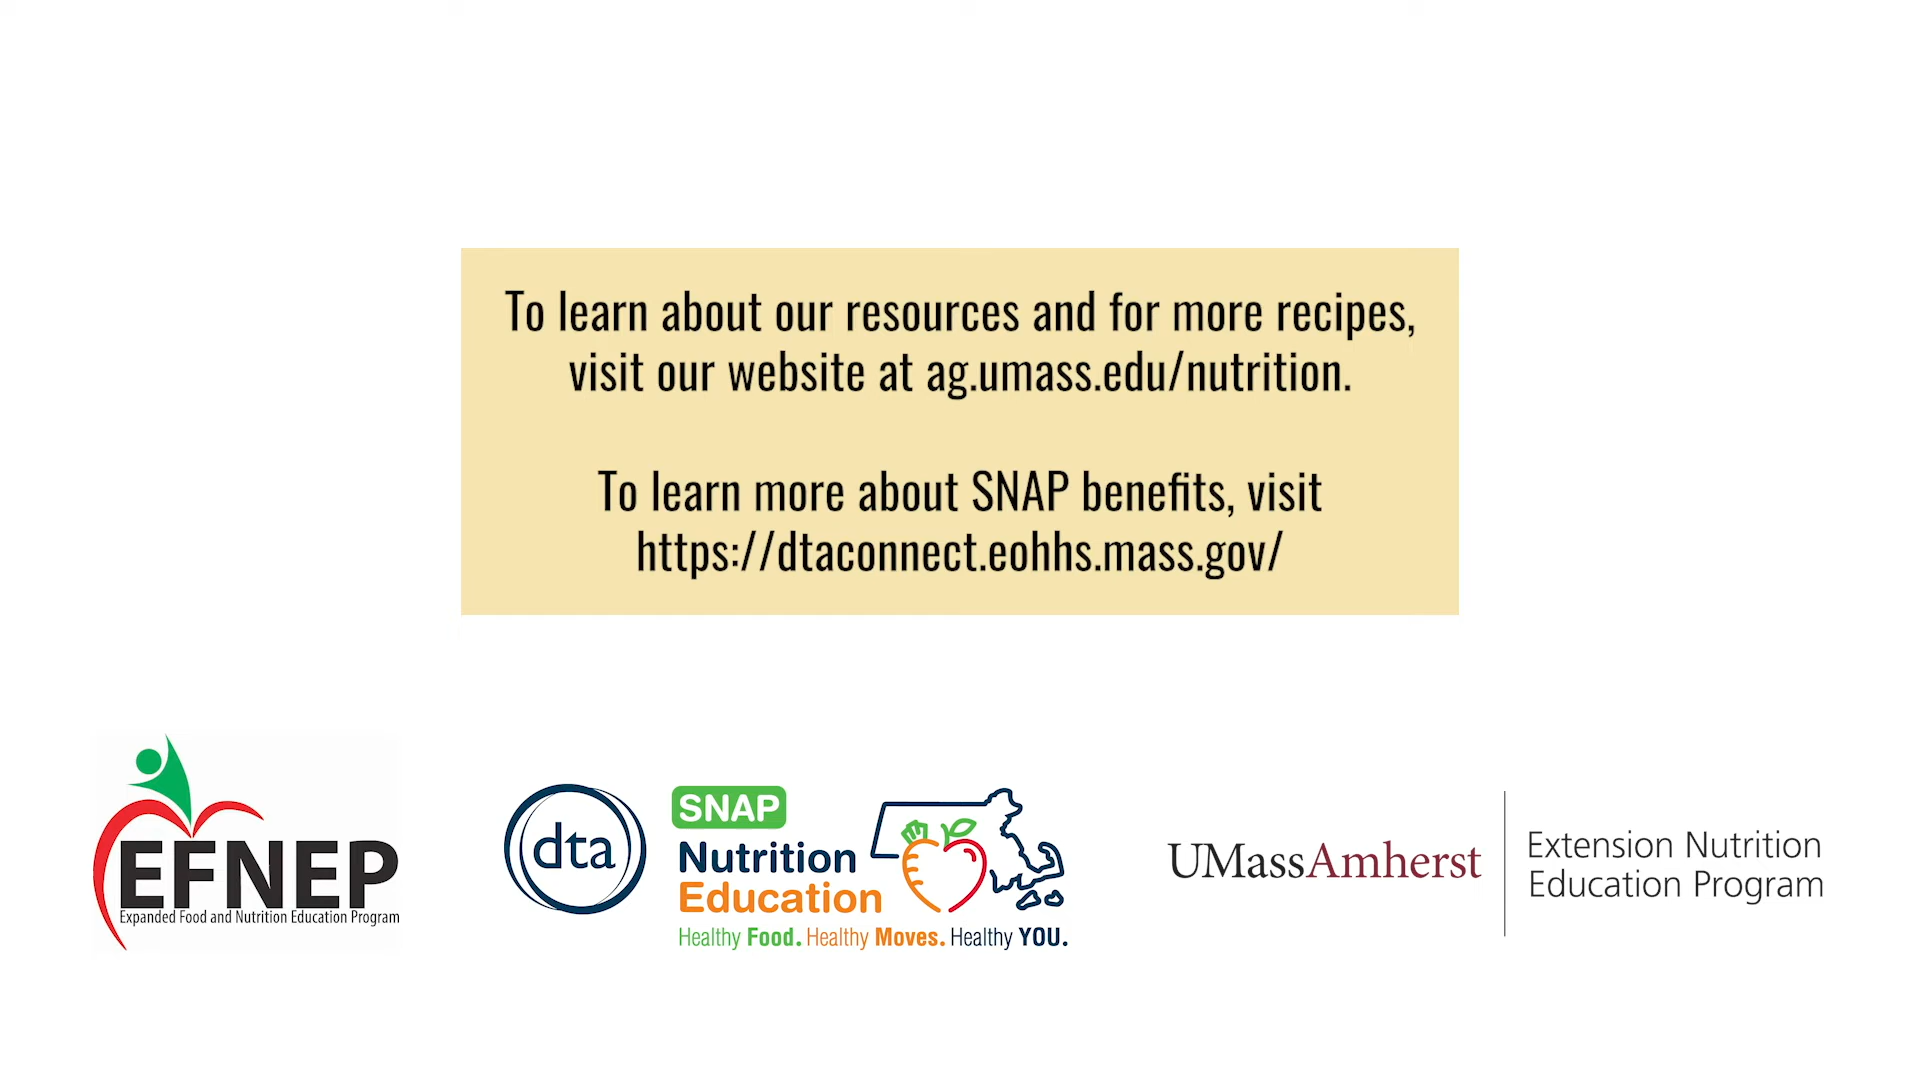 To learn about our resources and for more recipes,
visit our website at ag.umass.edu/nutrition.
To learn more about SNAP benefits, visit
https://dtaconnect.eohhs.mass.gov/
EFNEP
Expanded Food and Nutrition Education Program
dta
SNAP
Nutrition
Education
Healthy Food. Healthy Moves. Healthy YOU.
UMassAmherst
Extension Nutrition
Education Program